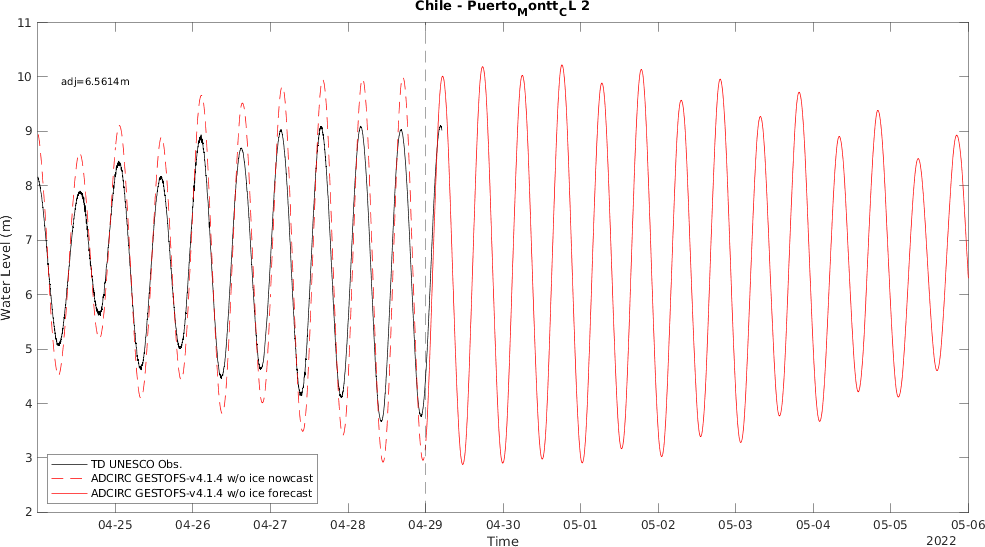 Chile - PuertoMonttCL 2
11
10
9
8
7
6
5
4
3
2
Water Level (m)
adj=6.5614m
TD UNESCO Obs.
ADCIRC GESTOFS-v4.1.4 w/o ice nowcast
ADCIRC GESTOFS-v4.1.4 w/o ice forecast
04-25 04-26 04-27 04-28 04-29 04-30 05-01 05-02 05-03 05-04 05-05 05-06
Time
2022